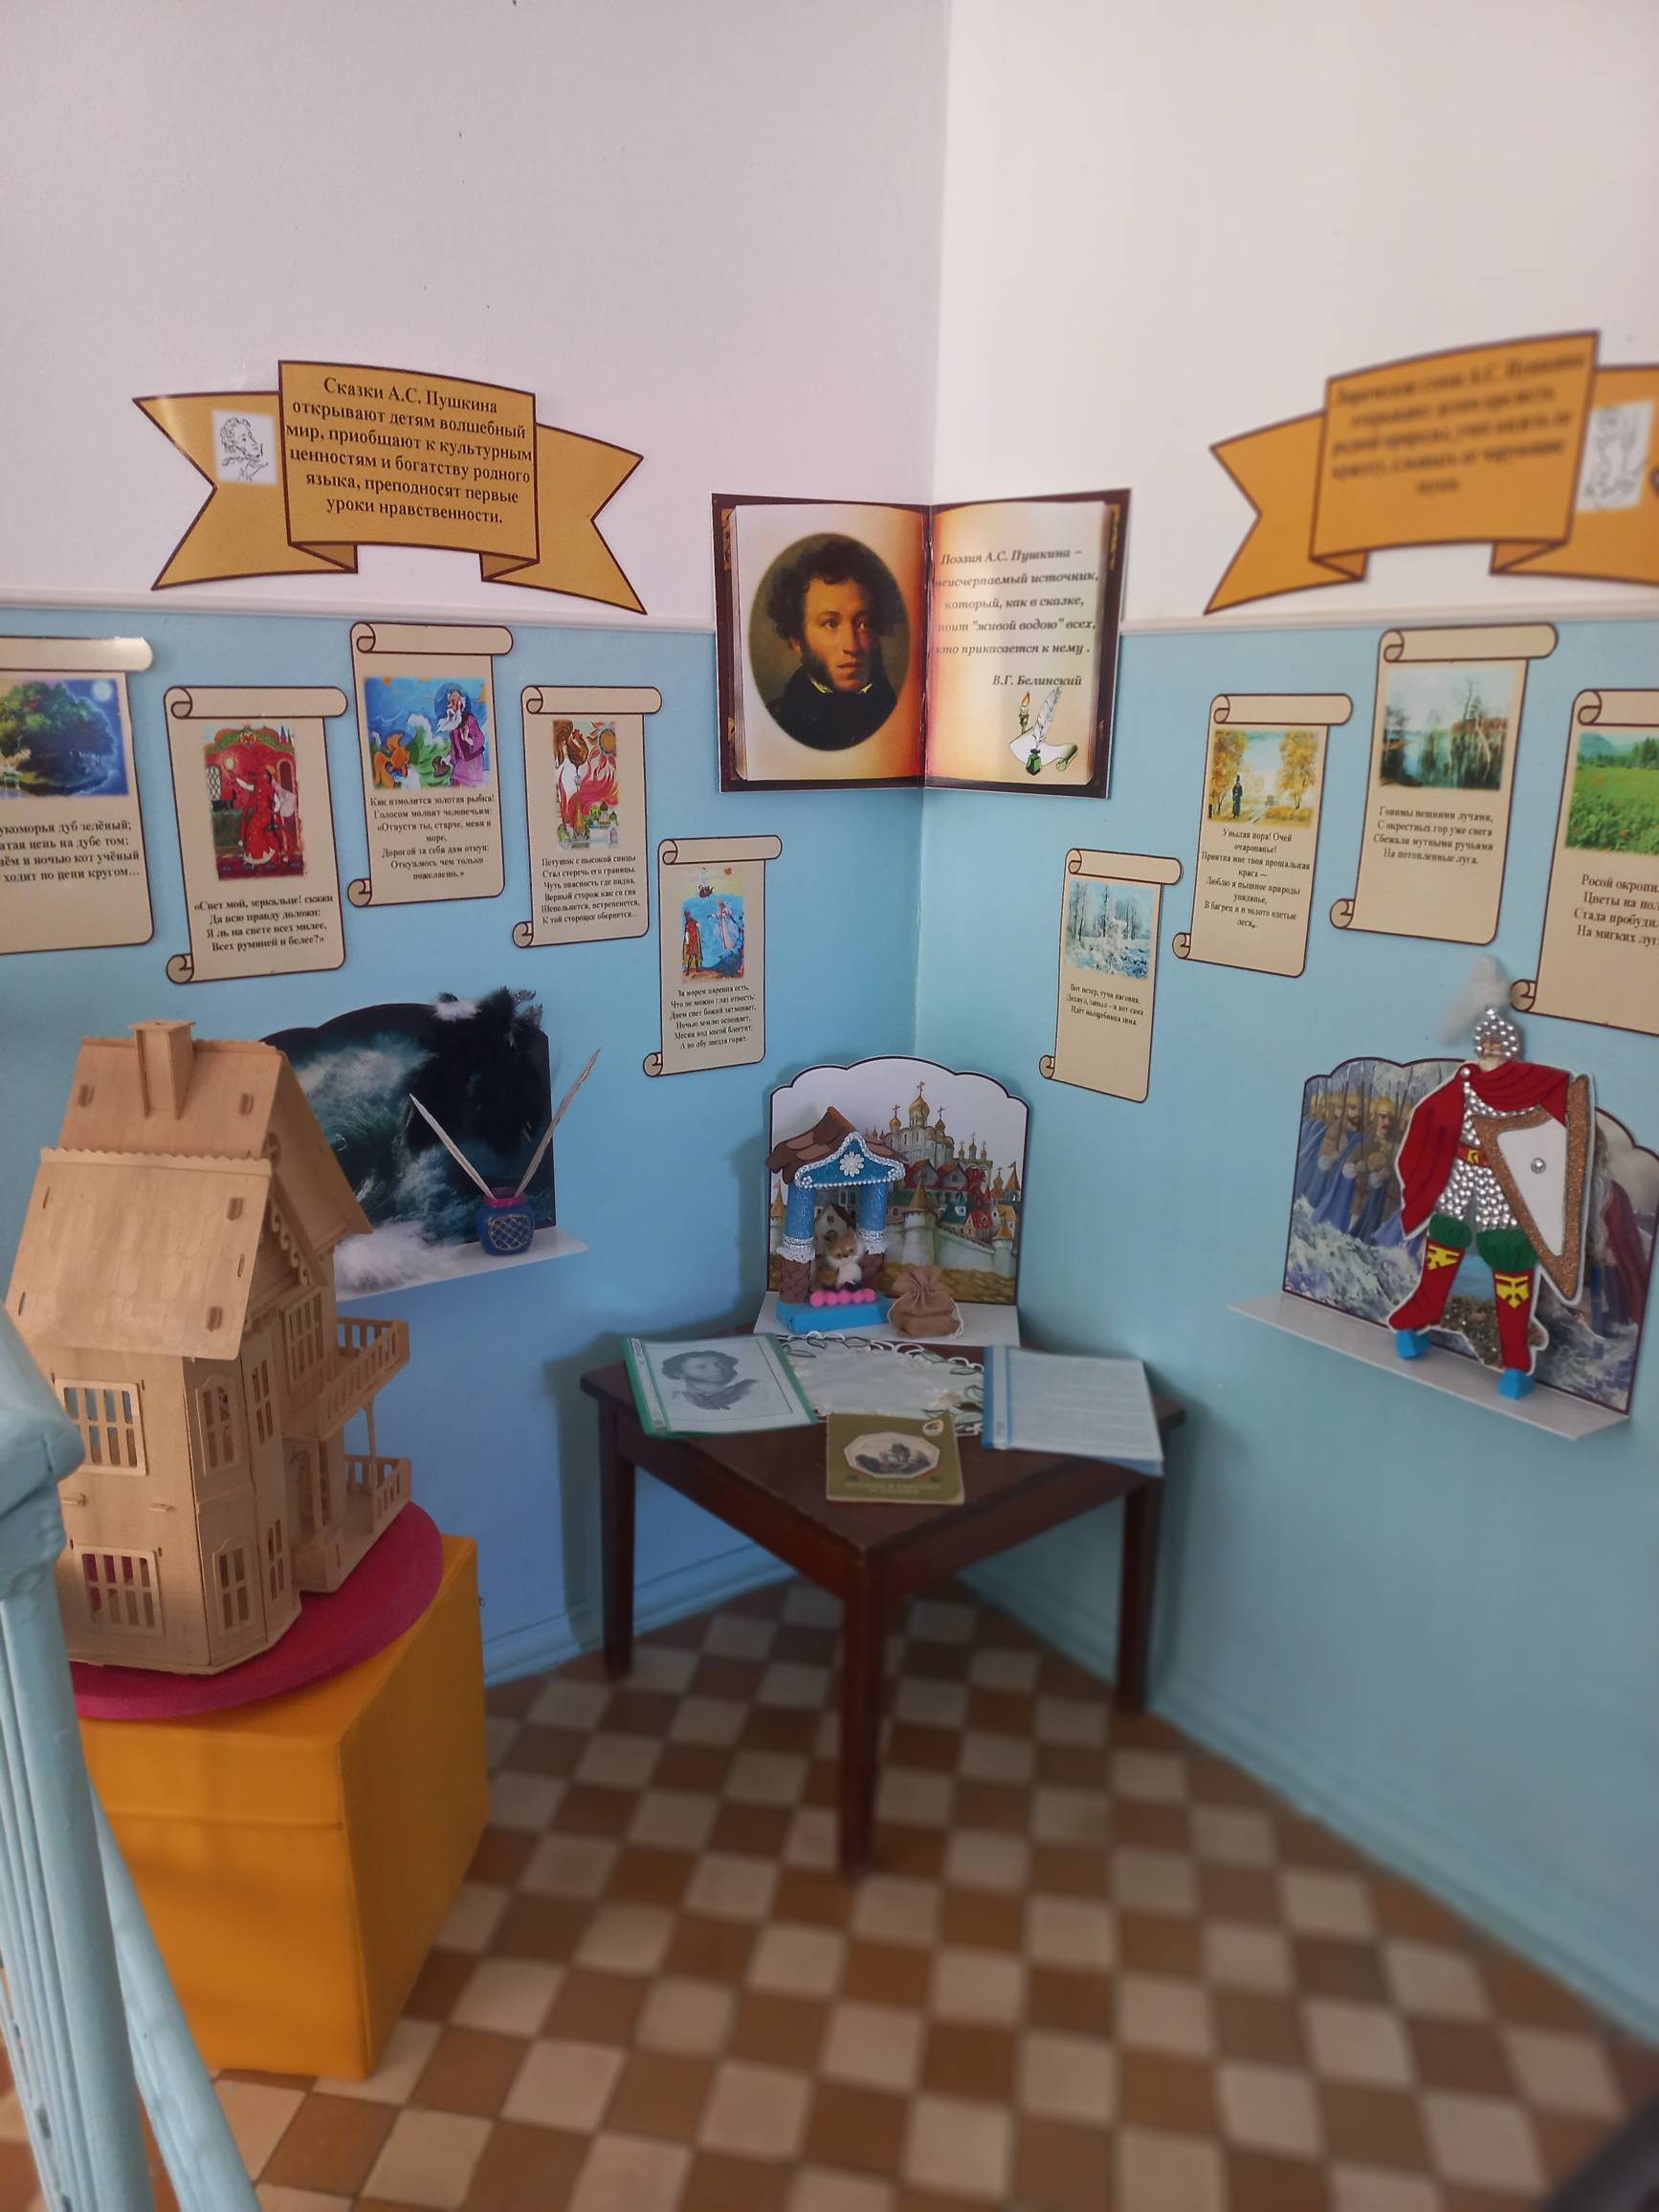 Сказки А.С. Пушкина
открывают детям волшебный
мир, приобщают к культурным
ценностям и богатству родного
языка, преподносят первые
уроки нравственности.
Поэзия А.С. Пушкина –
неисчерпаемый источник,
который, как в сказке,
поит "живой водою" всех,
кто прикасается к нему .
В.Г. Белинский
укоморья дуб зелёный;
атая цепь на дубе том:
нём и ночью кот учёный
ходит по цепи кругом...
«Свет мой, зеркальце! скажи
Да всю правду доложи:
Я ль на свете всех милее,
Всех румяней и белее?»
Как взмолится золотая рыбка!
Голосом молвит человечьим:
«Отпусти ты, старче, меня в
море,
Дорогой за себя дам откуп:
Откуплюсь чем только
пожелаешь.»
Петушок с высокой спицы
Стал стеречь его границы.
Чуть опасность где видна,
Верный сторож как со сна
Шевельнется, встрепенется,
К той сторонке обернется...
За морем царевна есть,
Что не можно глаз отвесть:
Днем свет божий затмевает,
Ночью землю освещает,
Месяц под косой блестит,
А во лбу звезда горит.
Вот ветер, тучи нагоняя,
Дохнул, завыл – и вот сама
Идёт волшебница зима.
Унылая пора! Очей
очарованье!
Приятна мне твоя прощальная
краса –
Люблю я пышное природы
увяданье,
В багрец и в золото одетые
леса,.
Гонимы вешними лучами,
С окрестных гор уже снега
Сбежали мутными ручьями
На потопленные луга.
Росой окропи
Цветы на пол
Стада пробуди
На мягких луг